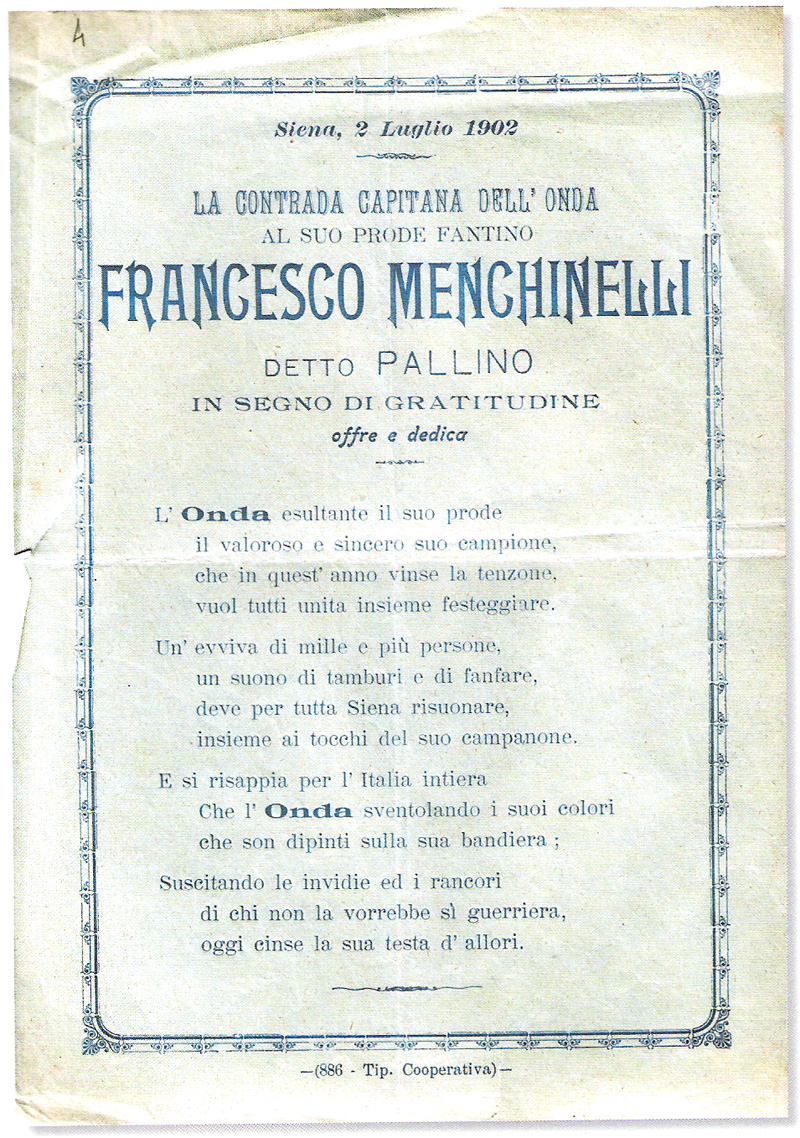 4
Siena, 2 Luglio 1902
LA CONTRADA CAPITANA DELL' ONDA
AL SUO PRODE FANTINO
FRANCESCO MENCHINELLI
DETTO PALLINO
IN SEGNO DI GRATITUDINE
offre e dedica
L' Onda esultante il suo prode
il valoroso e sincero suo campione,
che in quest' anno vinse la tenzone,
vuol tutti unita insieme festeggiare.
Un' evviva di mille e più persone,
un suono di tamburi e di fanfare,
deve per tutta Siena risuonare,
insieme ai tocchi del suo campanone.
E si risappia per l' Italia intiera
Che l' Onda sventolando i suoi colori
che son dipinti sulla sua bandiera ;
Suscitando le invidie ed i rancori
di chi non la vorrebbe sì guerriera,
oggi cinse la sua testa d' allori.
—(886 - Tip. Cooperativa)—